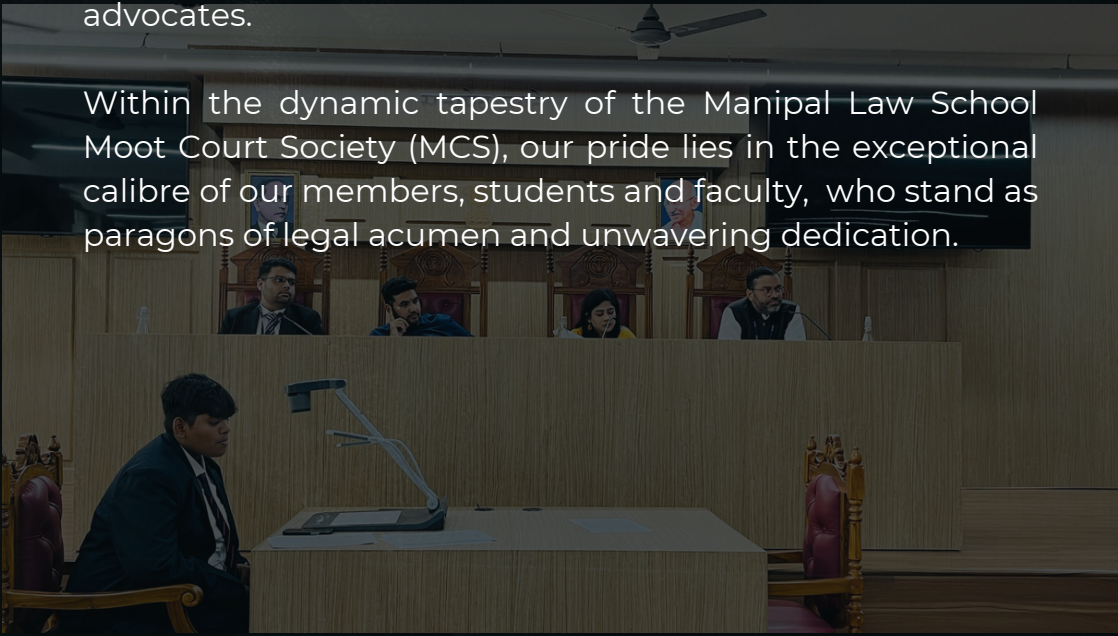 advocates.
Within the dynamic tapestry of the Manipal Law School
Moot Court Society (MCS), our pride lies in the exceptional
calibre of our members, students and faculty,  who stand as
paragons of legal acumen and unwavering dedication.